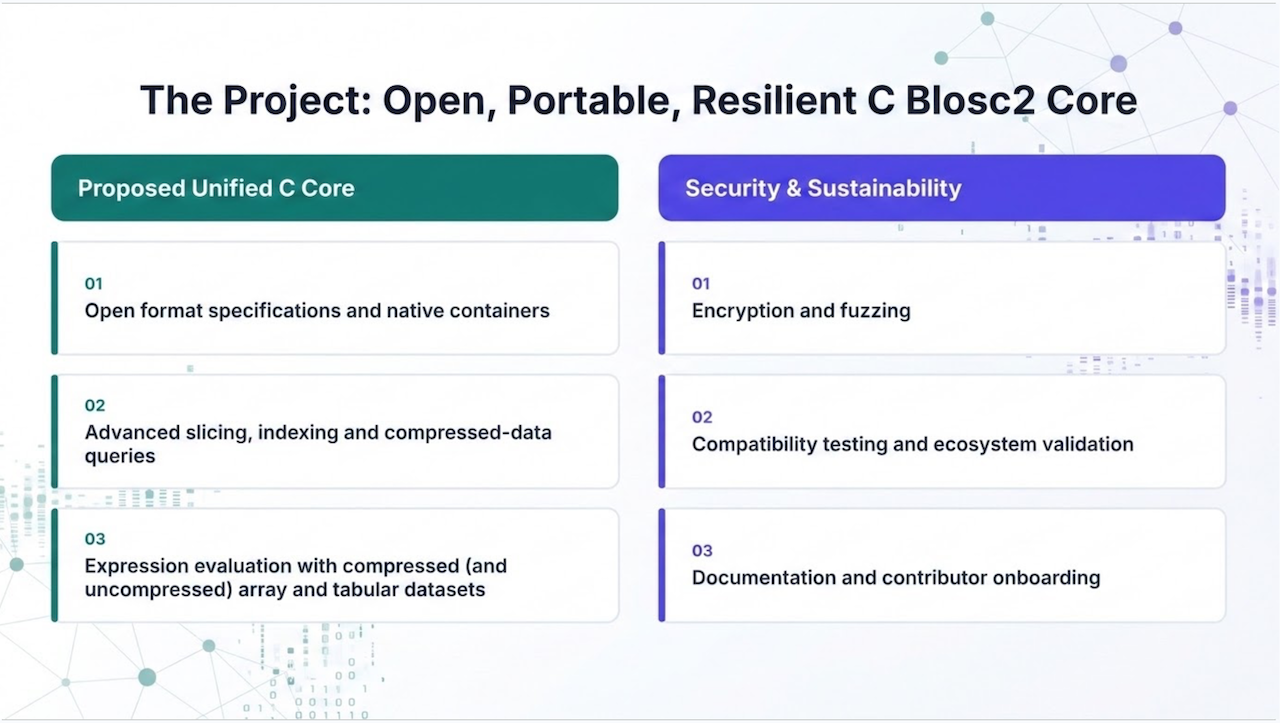 The Project: Open, Portable, Resilient C Blosc2 Core
Proposed Unified C Core
01
Open format specifications and native containers
02
Advanced slicing, indexing and compressed-data
queries
03
Expression evaluation with compressed (and
uncompressed) array and tabular datasets
Security & Sustainability
01
Encryption and fuzzing
02
Compatibility testing and ecosystem validation
03
Documentation and contributor onboarding